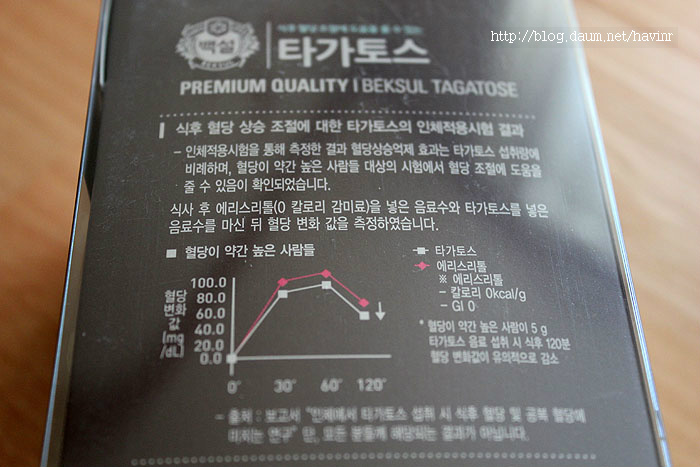 http://blog.daum.net/havinr
식후 혈당 조절에 도움을 줄 수 있는
백설
BEKSUL
타가토스
PREMIUM QUALITY | BEKSUL TAGATOSE
식후 혈당 상승 조절에 대한 타가토스의 인체적용시험 결과
- 인체적용시험을 통해 측정한 결과 혈당상승억제 효과는 타가토스 섭취량에
비례하며, 혈당이 약간 높은 사람들 대상의 시험에서 혈당 조절에 도움을
줄 수 있음이 확인되었습니다.
식사 후 에리스리톨(0 칼로리 감미료)을 넣은 음료수와 타가토스를 넣은
음료수를 마신 뒤 혈당 변화 값을 측정하였습니다.
■ 혈당이 약간 높은 사람들
타가토스
에리스리톨
※ 에리스리톨
- 칼로리 0kcal/g
- GI 0
* 혈당이 약간 높은 사람이 5 g
타가토스 음료 섭취 시 식후 120분
혈당 변화값이 유의적으로 감소
혈당
변화
값
(mg
/dL)
100.0
80.0
60.0
40.0
20.0
0.0
0′ 30′ 60′ 120′
- 출처 : 보고서 "인체에서 타가토스 섭취 시 식후 혈당 및 공복 혈당에
미치는 연구" 단, 모든 분들께 해당되는 결과가 아닙니다.